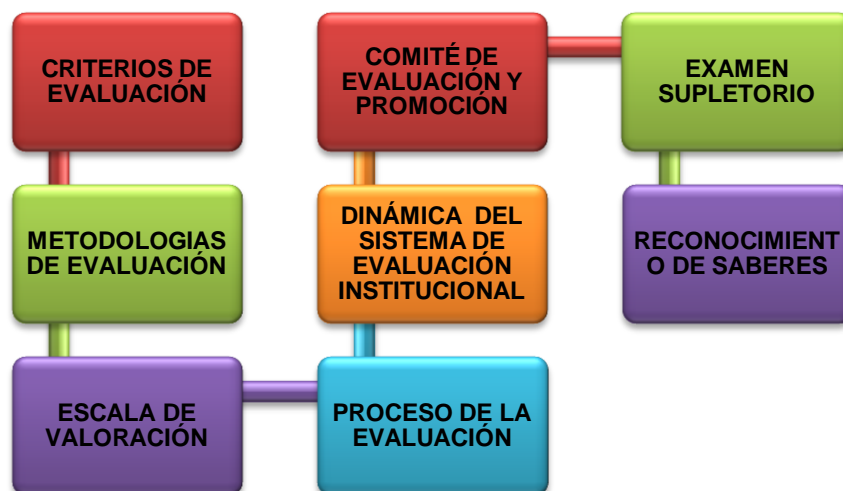 CRITERIOS DE
EVALUACIÓN
METODOLOGIAS
DE EVALUACIÓN
ESCALA DE
VALORACIÓN
PROCESO DE LA
EVALUACIÓN
DINÁMICA DEL
SISTEMA DE
EVALUACIÓN
INSTITUCIONAL
COMITÉ DE
EVALUACIÓN Y
PROMOCIÓN
EXAMEN
SUPLETORIO
RECONOCIMIENT
O DE SABERES